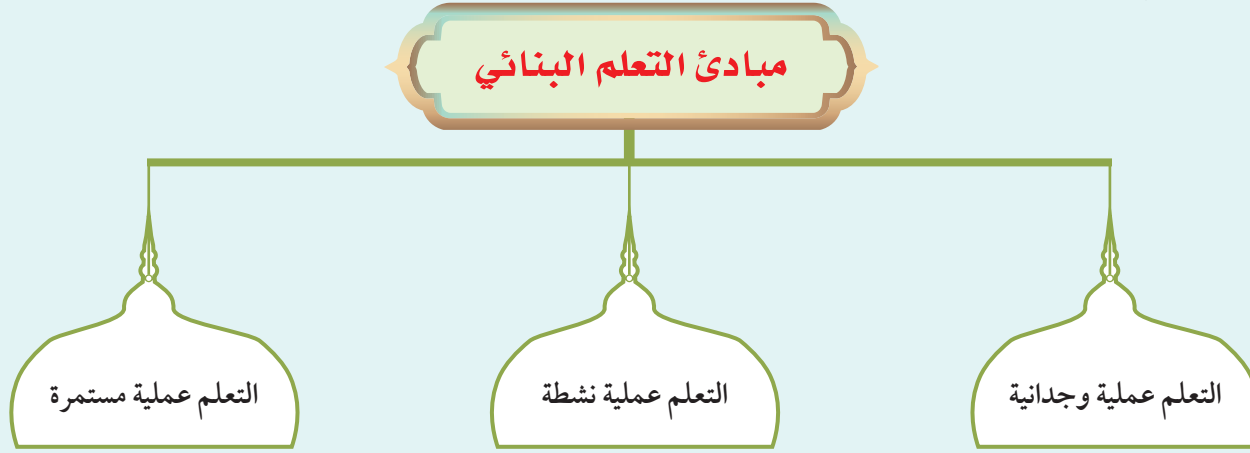 مبادئ التعلم البنائي
التعلم عملية وجدانية
التعلم عملية نشطة
التعلم عملية مستمرة